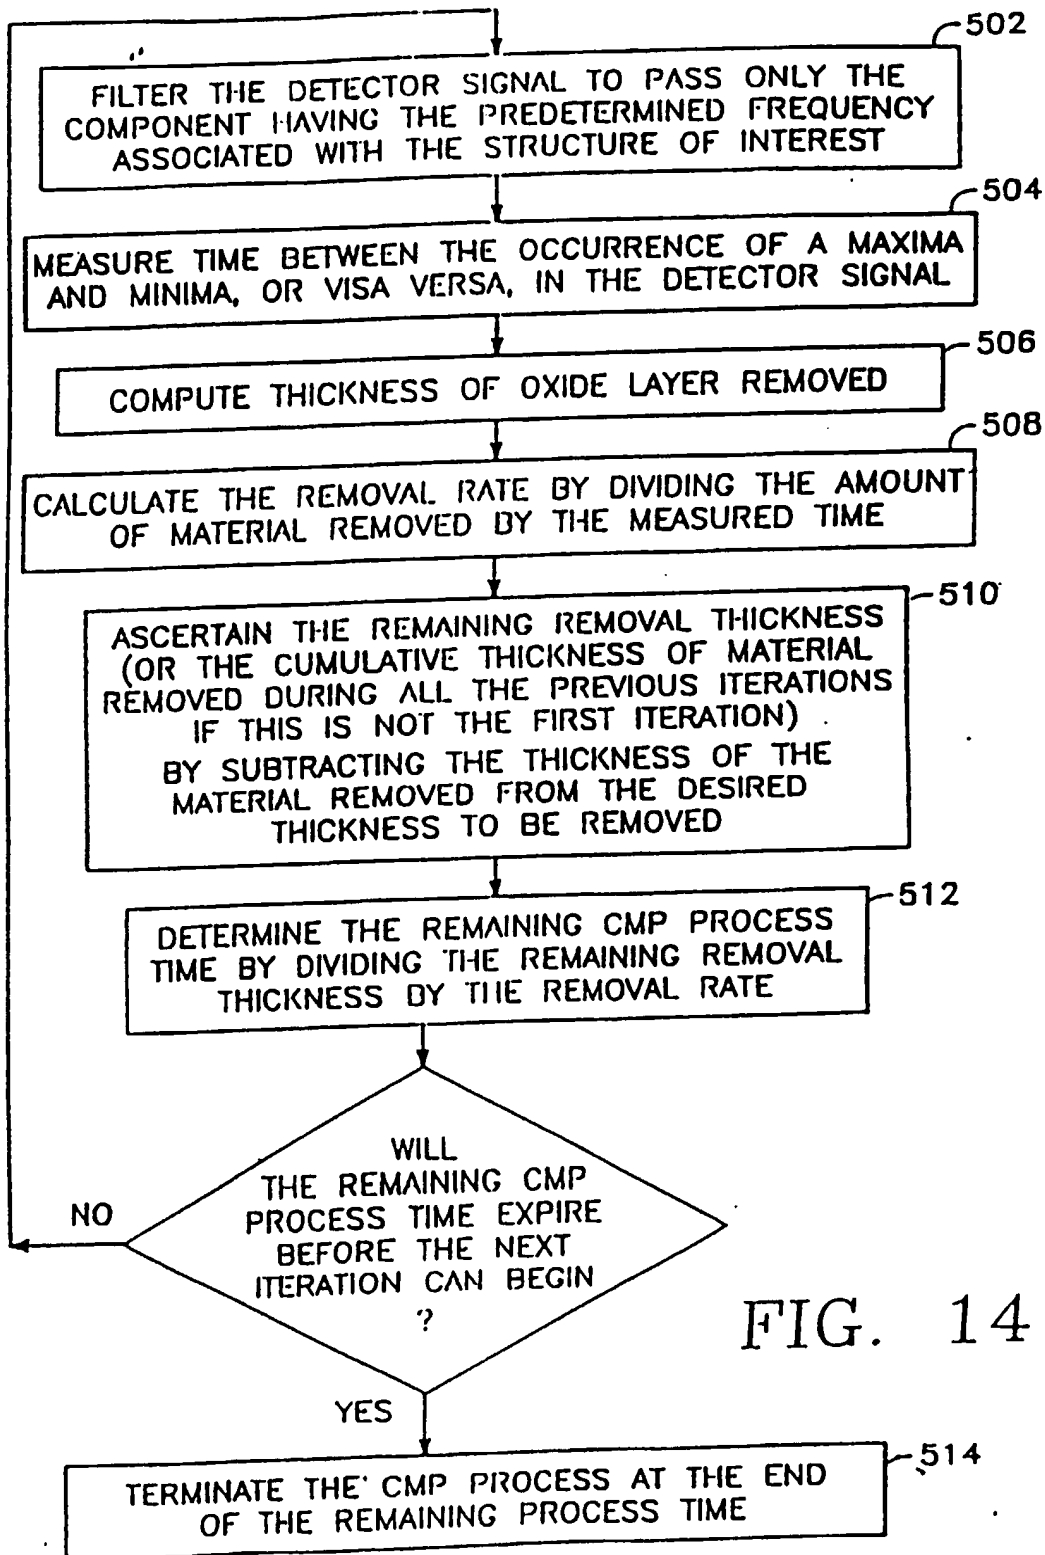 502
FILTER THE DETECTOR SIGNAL TO PASS ONLY THE
COMPONENT HAVING THE PREDETERMINED FREQUENCY
ASSOCIATED WITH THE STRUCTURE OF INTEREST
504
MEASURE TIME BETWEEN THE OCCURRENCE OF A MAXIMA
AND MINIMA, OR VISA VERSA, IN THE DETECTOR SIGNAL
506
COMPUTE THICKNESS OF OXIDE LAYER REMOVED
508
CALCULATE THE REMOVAL RATE BY DIVIDING THE AMOUNT
OF MATERIAL REMOVED BY THE MEASURED TIME
510
ASCERTAIN THE REMAINING REMOVAL THICKNESS
(OR THE CUMULATIVE THICKNESS OF MATERIAL
REMOVED DURING ALL THE PREVIOUS ITERATIONS
IF THIS IS NOT THE FIRST ITERATION)
BY SUBTRACTING THE THICKNESS OF THE
MATERIAL REMOVED FROM THE DESIRED
THICKNESS TO BE REMOVED
512
DETERMINE THE REMAINING CMP PROCESS
TIME BY DIVIDING THE REMAINING REMOVAL
THICKNESS BY THE REMOVAL RATE
WILL
THE REMAINING CMP
PROCESS TIME EXPIRE
BEFORE THE NEXT
ITERATION CAN BEGIN
?
NO
YES
FIG. 14
514
TERMINATE THE CMP PROCESS AT THE END
OF THE REMAINING PROCESS TIME